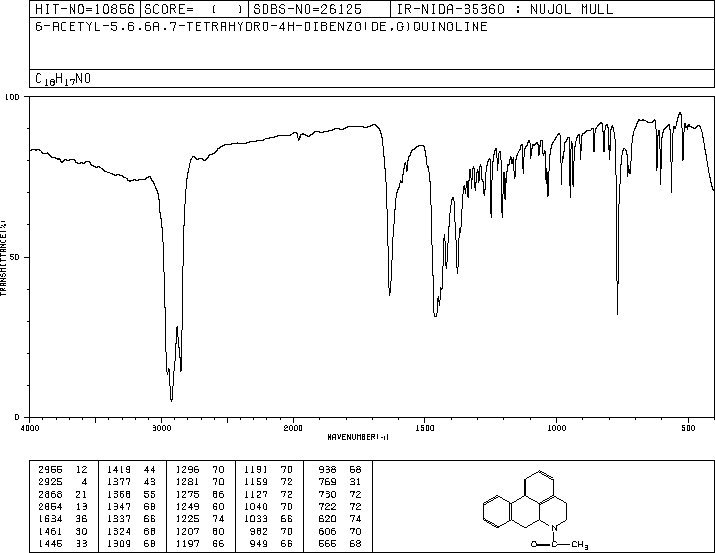 HIT-NO=10856 SCORE= ( ) SDBS-NO=26125 IR-NIDA-35360 : NUJOL MULL
6-ACETYL-5,6,6A,7-TETRAHYDRO-4H-DIBENZO(DE,G)QUINOLINE
C18H17NO
100
50
0
TRANSMITTANCE(%)
4000 3000 2000 1500 1000 500
WAVENUMBER(-1)
2955 12 1419 44 1296 70 1191 70 938 68
2925 4 1377 43 1281 70 1159 72 769 31
2868 21 1368 55 1275 66 1127 72 730 72
2854 13 1347 68 1249 60 1040 70 722 72
1634 36 1337 66 1225 74 1033 66 620 74
1461 30 1324 68 1207 60 982 70 606 70
1445 33 1309 68 1197 66 949 66 565 68
N
O C CH3